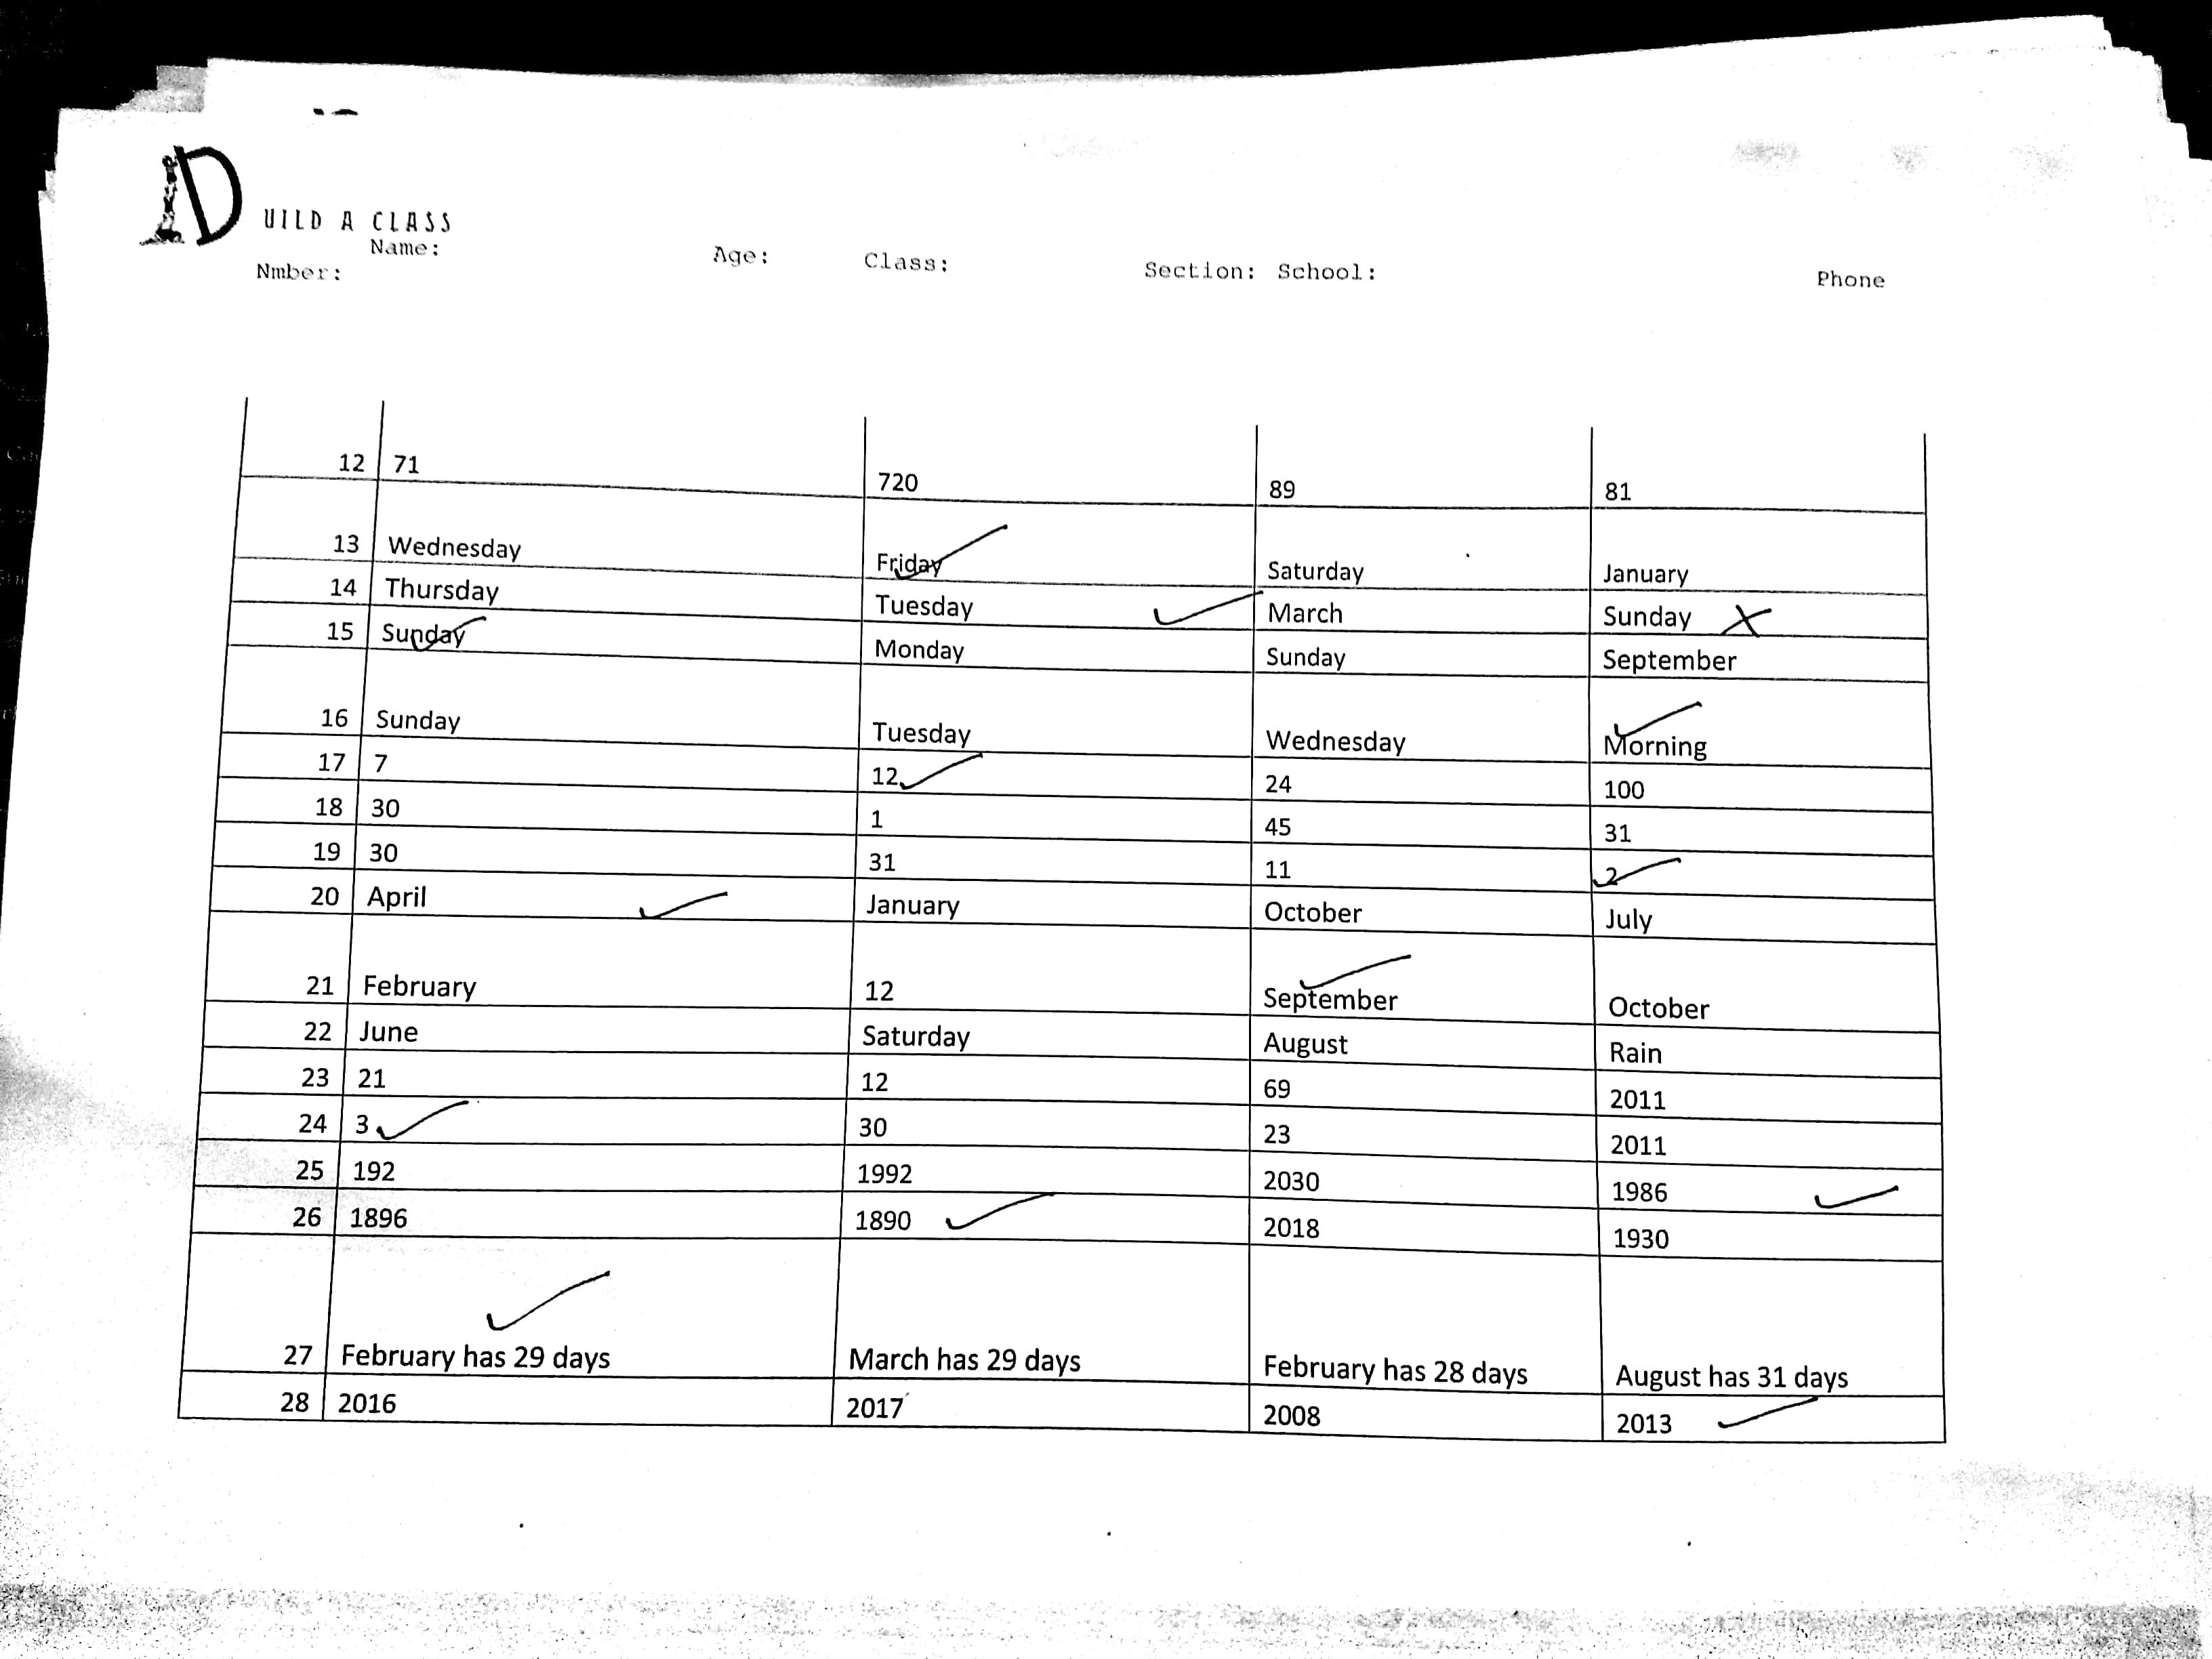 UILD A CLASS
Name: Age: Class: Section: School: Phone
Nmber:
12 71 720 89 81
13 Wednesday Friday Saturday January
14 Thursday Tuesday March Sunday
15 Sunday Monday Sunday September
16 Sunday Tuesday Wednesday Morning
17 7 12 24 100
18 30 1 45 31
19 30 31 11 2
20 April January October July
21 February 12 September October
22 June Saturday August Rain
23 21 12 69 2011
24 3 30 23 2011
25 192 1992 2030 1986
26 1896 1890 2018 1930
27 February has 29 days March has 29 days February has 28 days August has 31 days
28 2016 2017 2008 2013